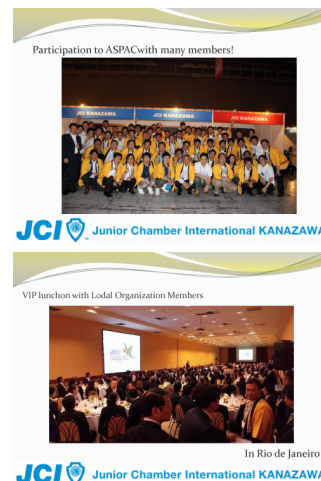 Participation to ASPACwith many members!
JCI KANAZAWA
JCI KANAZAWA
JCI KANAZAWA
JCI Junior Chamber International KANAZAWA
VIP lunchon with Lodal Organization Members
JCI
In Rio de Janeiro
JCI Junior Chamber International KANAZAWA